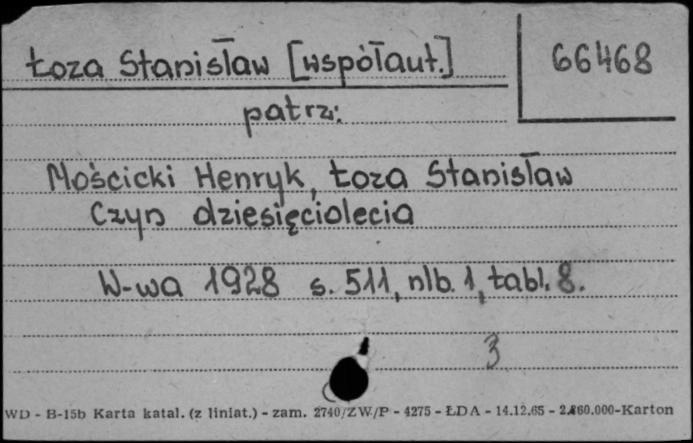 Łoza Stanisław [współaut.]
66468
patrz:
Mościcki Henryk, Łoza Stanisław
Czyn dziesięciolecia
W-wa 1928 s. 511, nlb. 1, tabl. 8.
3
WD - B-15b Karta katal. (z liniat.) - zam. 2740/ZW./P - 4275 - ŁDA - 14.12.65 - 2.860.000-Karton